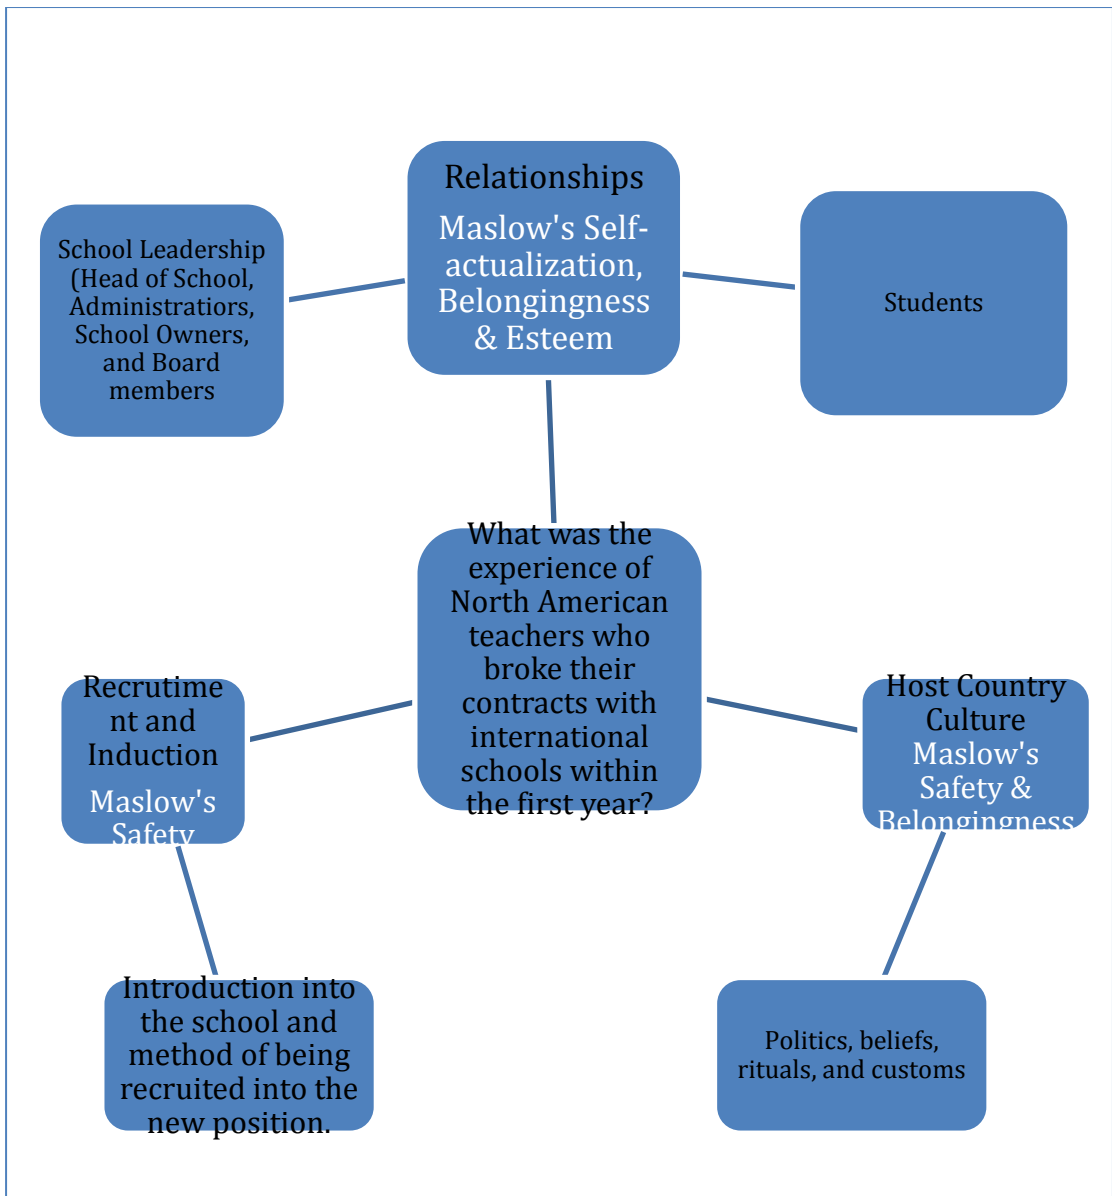 Relationships
Maslow's Self-
actualization,
Belongingness
& Esteem
School Leadership
(Head of School,
Administratiors,
School Owners,
and Board
members
Students
What was the
experience of
North American
teachers who
broke their
contracts with
international
schools within
the first year?
Recrutime
nt and
Induction
Maslow's
Safety
Host Country
Culture
Maslow's
Safety &
Belongingness
Introduction into
the school and
method of being
recruited into the
new position.
Politics, beliefs,
rituals, and customs